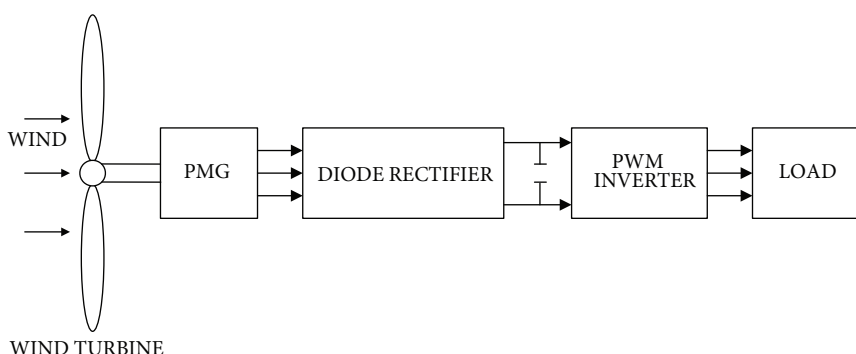 WIND
PMG
DIODE RECTIFIER
PWM
INVERTER
LOAD
WIND TURBINE